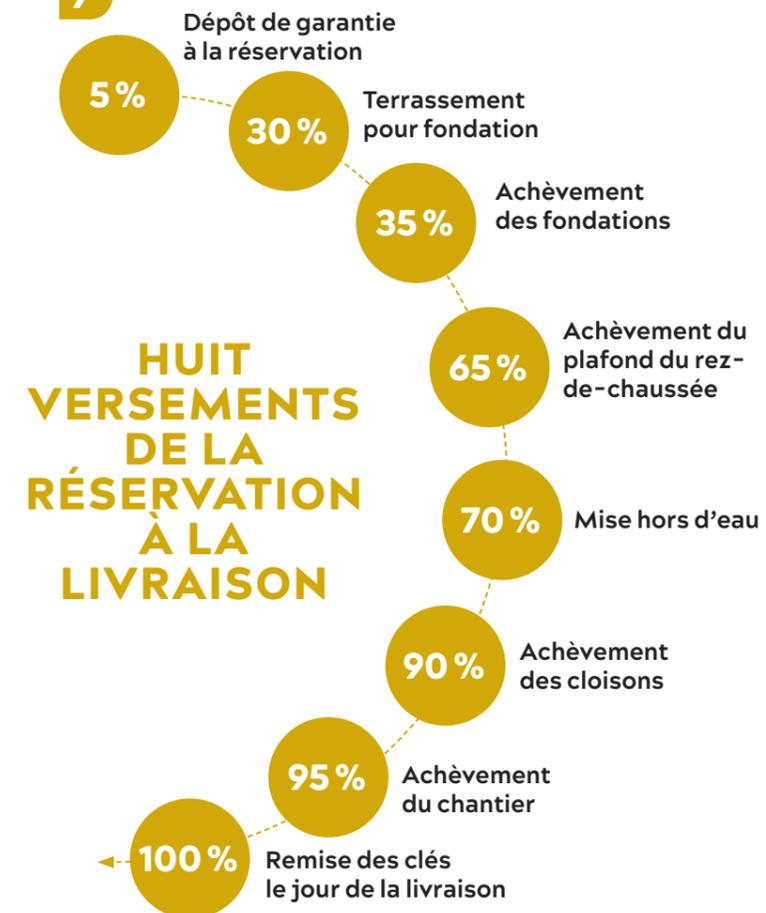 Dépôt de garantie
à la réservation
5 %
30 %
Terrassement
pour fondation
35 %
Achèvement
des fondations
65 %
Achèvement du
plafond du rez-
de-chaussée
HUIT
VERSEMENTS
DE LA
RÉSERVATION
À LA
LIVRAISON
70 %
Mise hors d’eau
90 %
Achèvement
des cloisons
95 %
Achèvement
du chantier
100 %
Remise des clés
le jour de la livraison